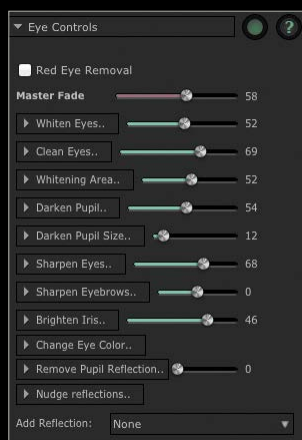 Eye Controls ?
Red Eye Removal
Master Fade 58
Whiten Eyes.. 52
Clean Eyes.. 69
Whitening Area.. 52
Darken Pupil.. 54
Darken Pupil Size.. 12
Sharpen Eyes.. 68
Sharpen Eyebrows.. 0
Brighten Iris.. 46
Change Eye Color..
Remove Pupil Reflection.. 0
Nudge reflections..
Add Reflection: None